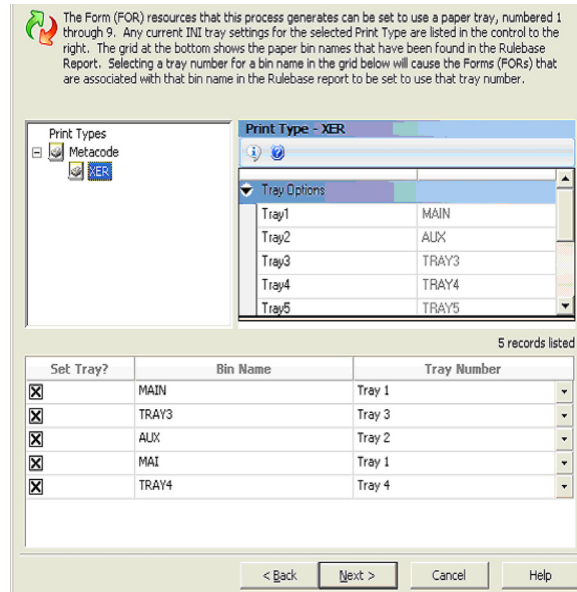 The Form (FOR) resources that this process generates can be set to use a paper tray, numbered 1
through 9. Any current INI tray settings for the selected Print Type are listed in the control to the
right. The grid at the bottom shows the paper bin names that have been found in the Rulebase
Report. Selecting a tray number for a bin name in the grid below will cause the Forms (FORs) that
are associated with that bin name in the Rulebase report to be set to use that tray number.
Print Types
Metacode
XER
Print Type - XER
Tray Options
Tray1 MAIN
Tray2 AUX
Tray3 TRAY3
Tray4 TRAY4
Tray5 TRAY5
5 records listed
Set Tray? Bin Name Tray Number
MAIN Tray 1
TRAY3 Tray 3
AUX Tray 2
MAI Tray 1
TRAY4 Tray 4
< Back Next > Cancel Help